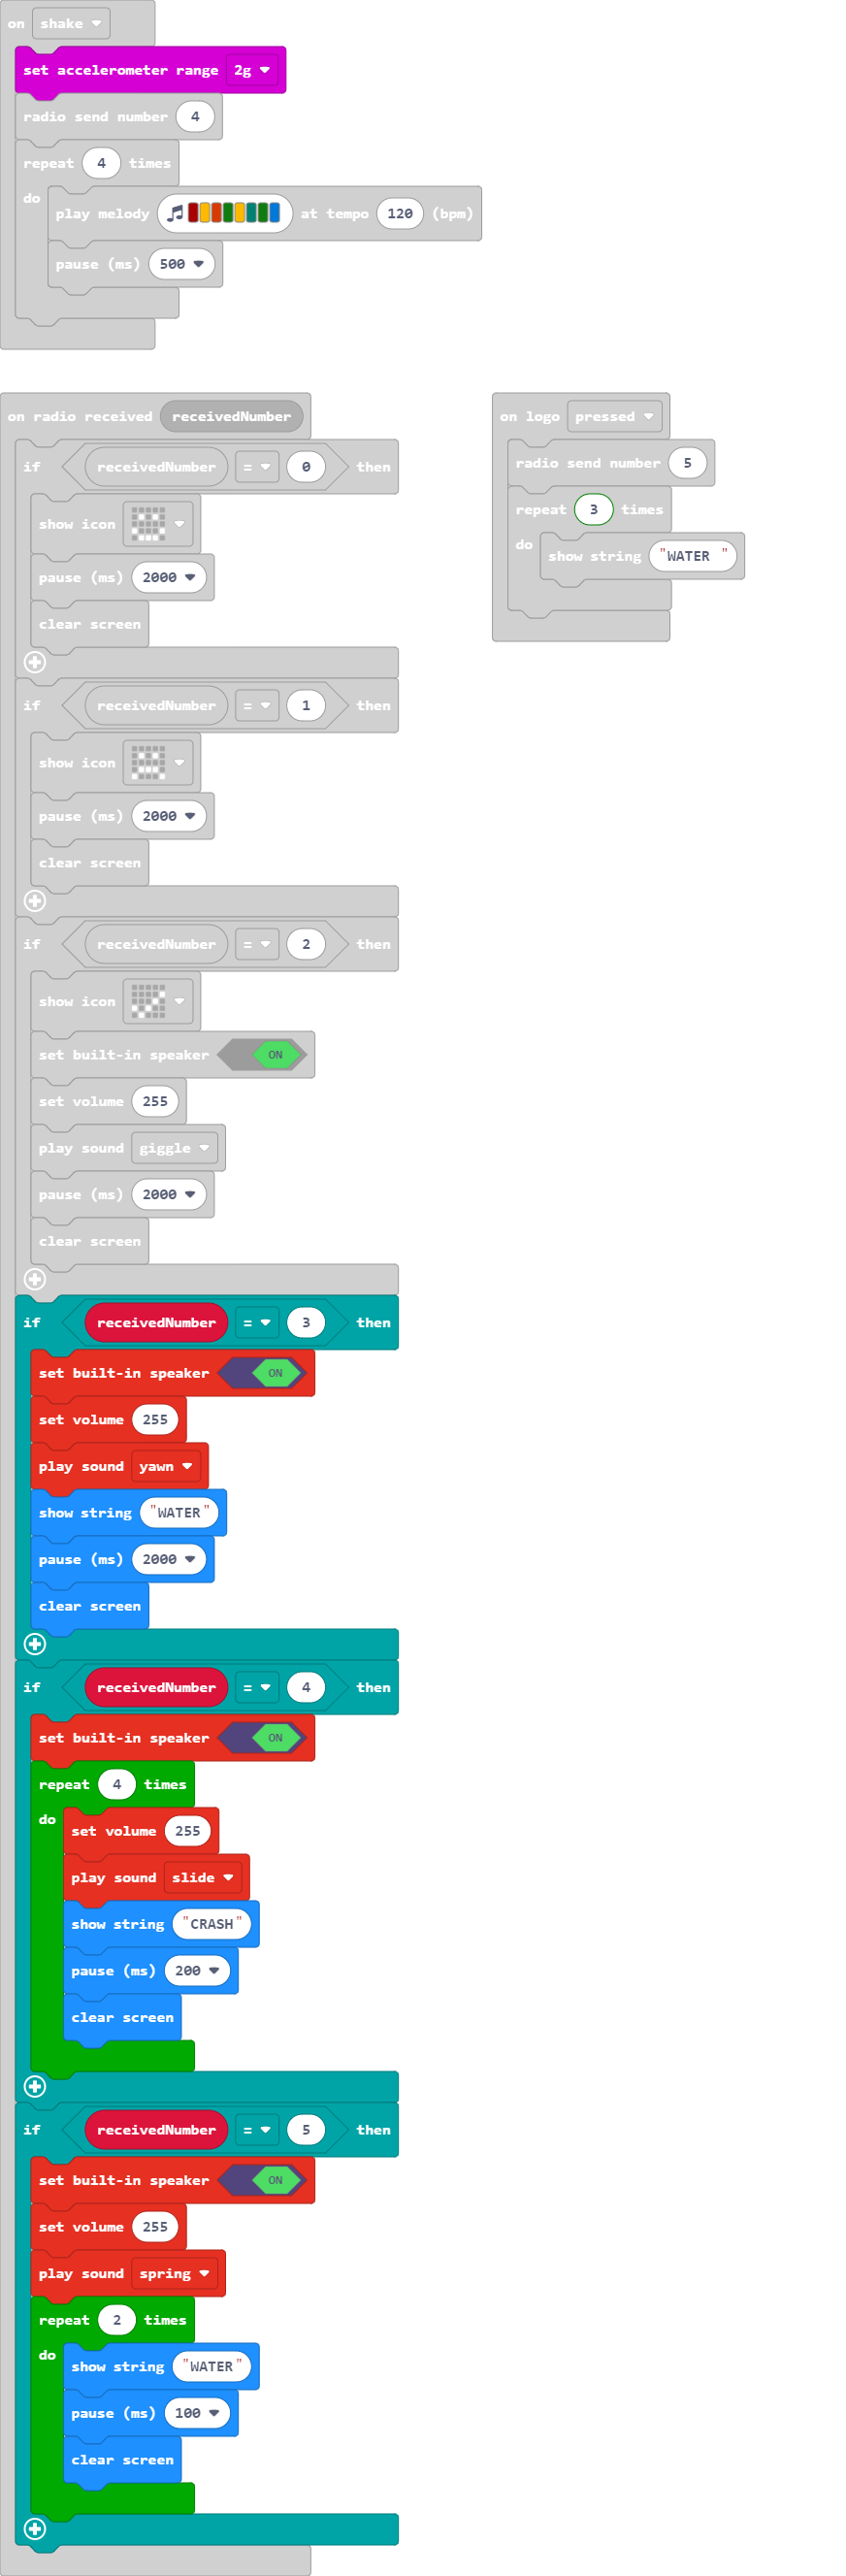 on shake
set accelerometer range 2g
radio send number 4
repeat 4 times
do
play melody at tempo 120 (bpm)
pause (ms) 500
on radio received receivedNumber
if receivedNumber = 0 then
show icon
pause (ms) 2000
clear screen
if receivedNumber = 1 then
show icon
pause (ms) 2000
clear screen
if receivedNumber = 2 then
show icon
set built-in speaker ON
set volume 255
play sound giggle
pause (ms) 2000
clear screen
if receivedNumber = 3 then
set built-in speaker ON
set volume 255
play sound yawn
show string "WATER"
pause (ms) 2000
clear screen
if receivedNumber = 4 then
set built-in speaker ON
repeat 4 times
do
set volume 255
play sound slide
show string "CRASH"
pause (ms) 200
clear screen
if receivedNumber = 5 then
set built-in speaker ON
set volume 255
play sound spring
repeat 2 times
do
show string "WATER"
pause (ms) 100
clear screen
on logo pressed
radio send number 5
repeat 3 times
do
show string "WATER "